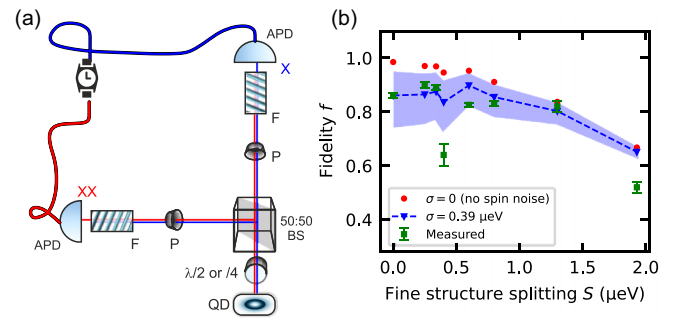 (a)
APD
X
F
P
XX
APD
F
P
50:50
BS
λ/2 or /4
QD
(b)
Fidelity f
1.0
0.8
0.6
0.4
σ = 0 (no spin noise)
σ = 0.39 μeV
Measured
0.0 0.5 1.0 1.5 2.0
Fine structure splitting S (μeV)